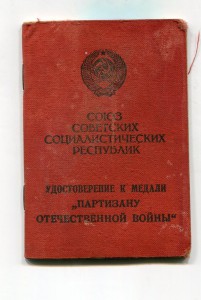 СОЮЗ
СОВЕТСКИХ
СОЦИАЛИСТИЧЕСКИХ
РЕСПУБЛИК
УДОСТОВЕРЕНИЕ К МЕДАЛИ
„ПАРТИЗАНУ
ОТЕЧЕСТВЕННОЙ ВОЙНЫ“